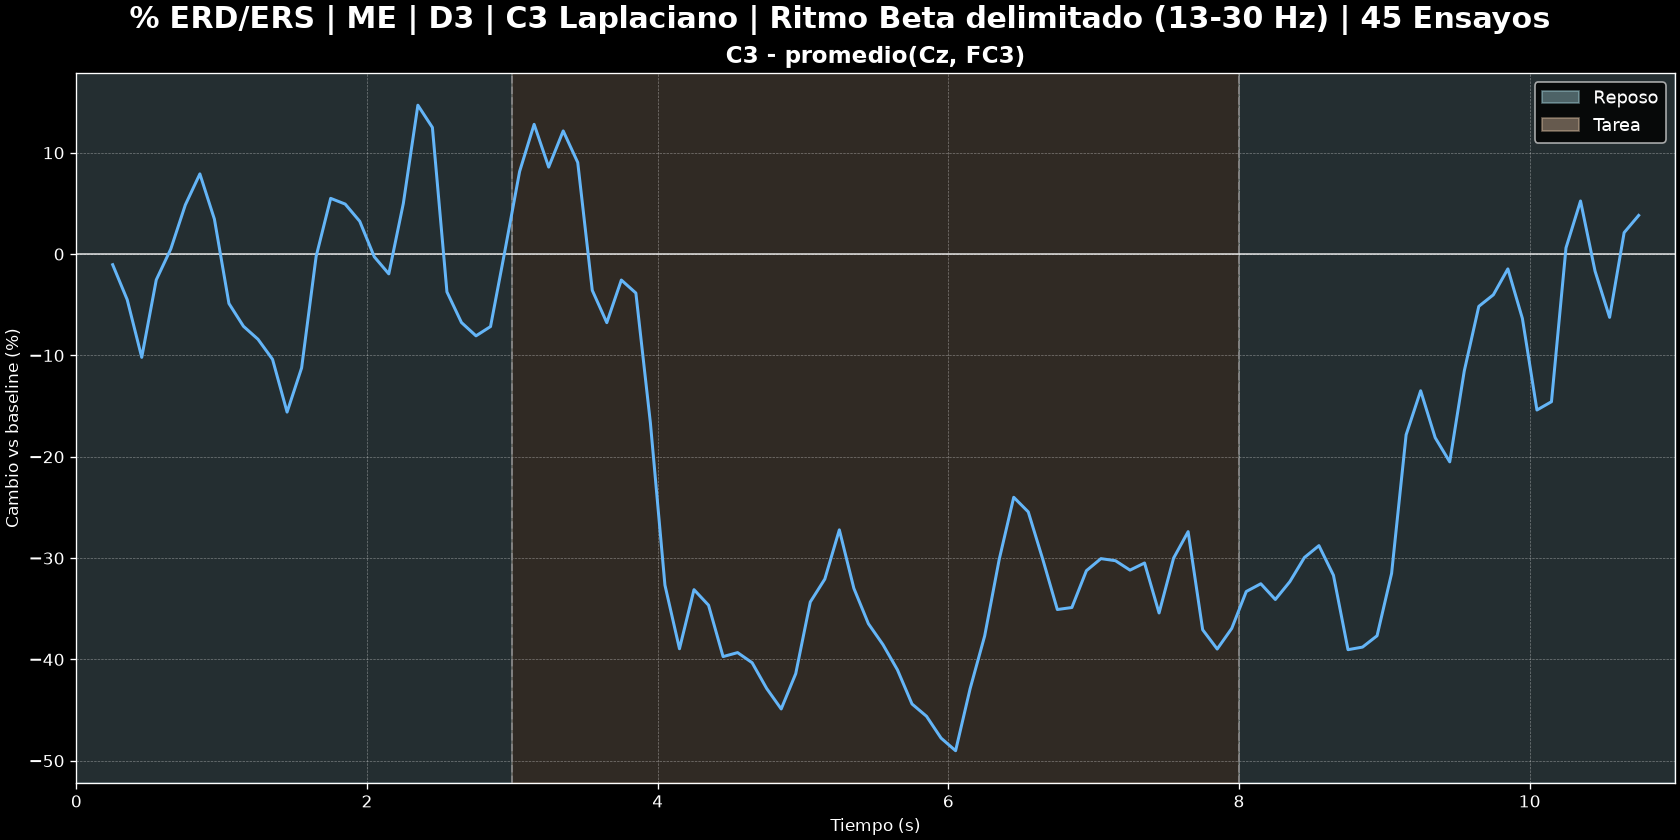 % ERD/ERS | ME | D3 | C3 Laplaciano | Ritmo Beta delimitado (13-30 Hz) | 45 Ensayos
C3 - promedio(Cz, FC3)
Reposo
Tarea
Cambio vs baseline (%)
10
0
−10
−20
−30
−40
−50
0 2 4 6 8 10
Tiempo (s)